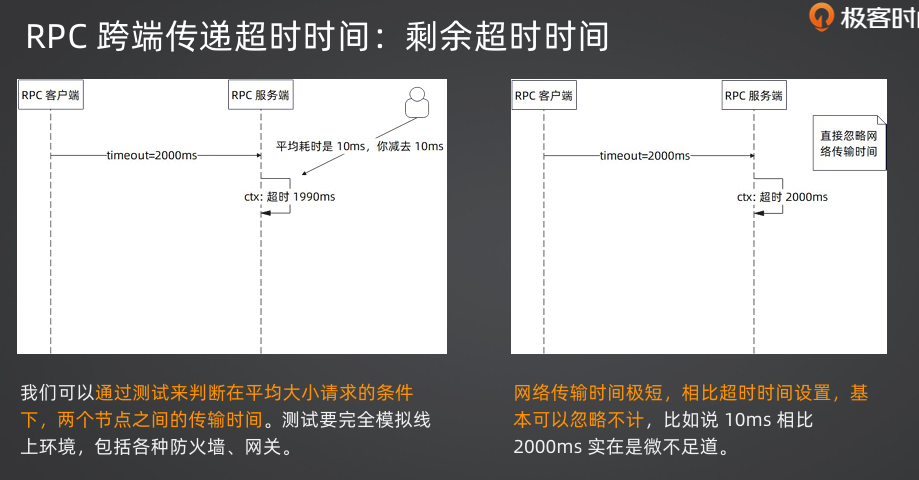 RPC 跨端传递超时时间：剩余超时时间
极客时间
RPC 客户端
RPC 服务端
平均耗时是 10ms，你减去 10ms
timeout=2000ms
ctx: 超时 1990ms
RPC 客户端
RPC 服务端
直接忽略网
络传输时间
timeout=2000ms
ctx: 超时 2000ms
我们可以通过测试来判断在平均大小请求的条件
下，两个节点之间的传输时间。测试要完全模拟线
上环境，包括各种防火墙、网关。
网络传输时间极短，相比超时时间设置，基
本可以忽略不计，比如说 10ms 相比
2000ms 实在是微不足道。